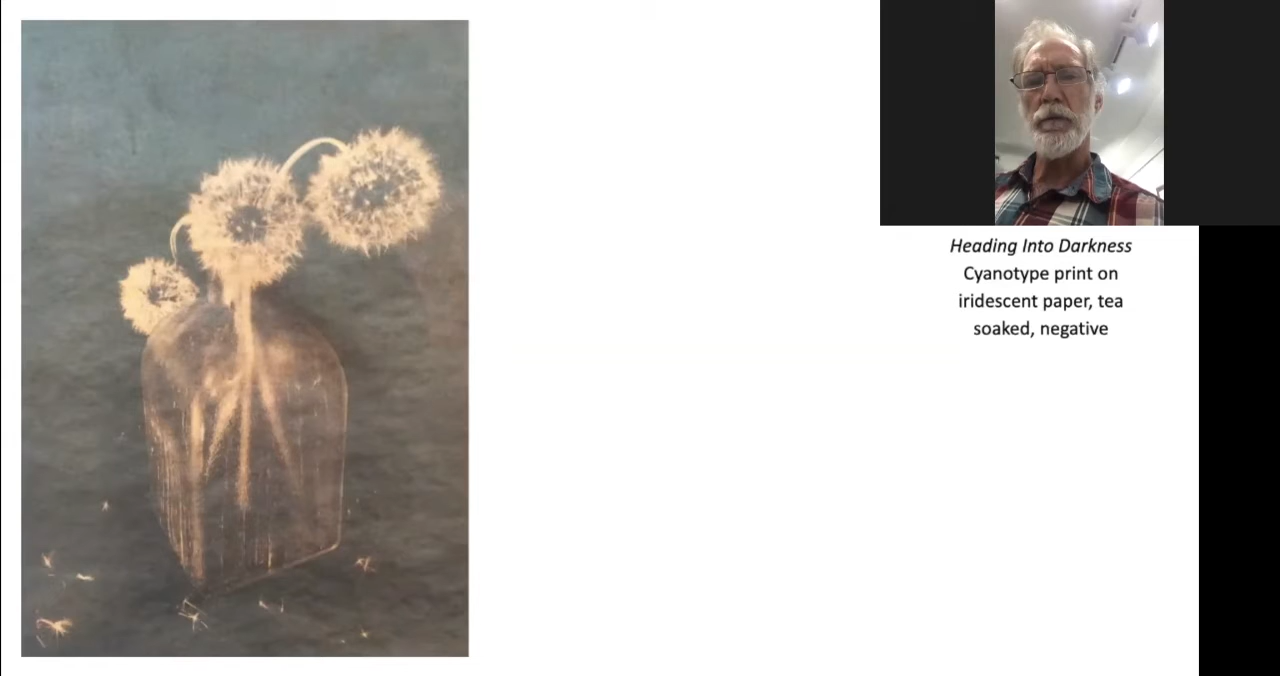 Heading Into Darkness
Cyanotype print on
iridescent paper, tea
soaked, negative